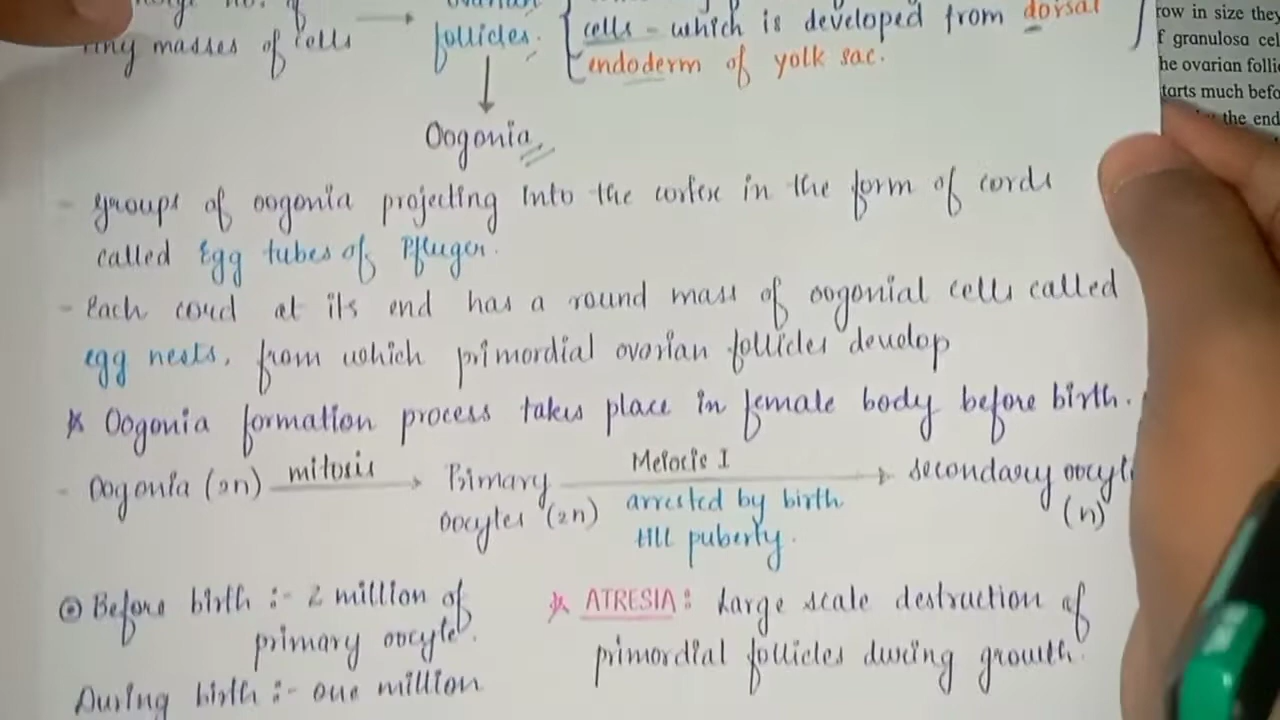 ovarian
tiny masses of cells → follicles. cells - which is developed from dorsal
endoderm of yolk sac.
Oogonia
- groups of oogonia projecting into the cortex in the form of cords
called Egg tubes of Pfluger.
- Each cord at its end has a round mass of oogonial cells called
egg nests, from which primordial ovarian follicles develop
* Oogonia formation process takes place in female body before birth.
- Oogonia (2n) mitosis → Primary oocytes (2n) Meiosis I → secondary oocyt
(n)
arrested by birth
till puberty.
⊙ Before birth :- 2 million of
primary oocyte.
During birth :- one million
* ATRESIA: Large scale destruction of
primordial follicles during growth.
row in size they
f granulosa cel
he ovarian folli
tarts much befo
the end